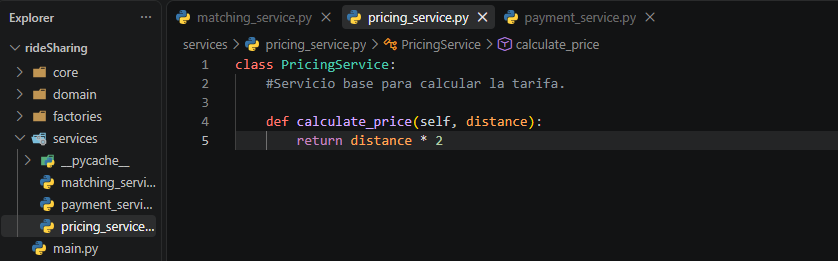 Explorer ...
rideSharing
core
domain
factories
services
__pycache__
matching_servi...
payment_servi...
pricing_service...
main.py
matching_service.py pricing_service.py payment_service.py
services > pricing_service.py > PricingService > calculate_price
1 class PricingService:
2 #Servicio base para calcular la tarifa.
3
4 def calculate_price(self, distance):
5 return distance * 2